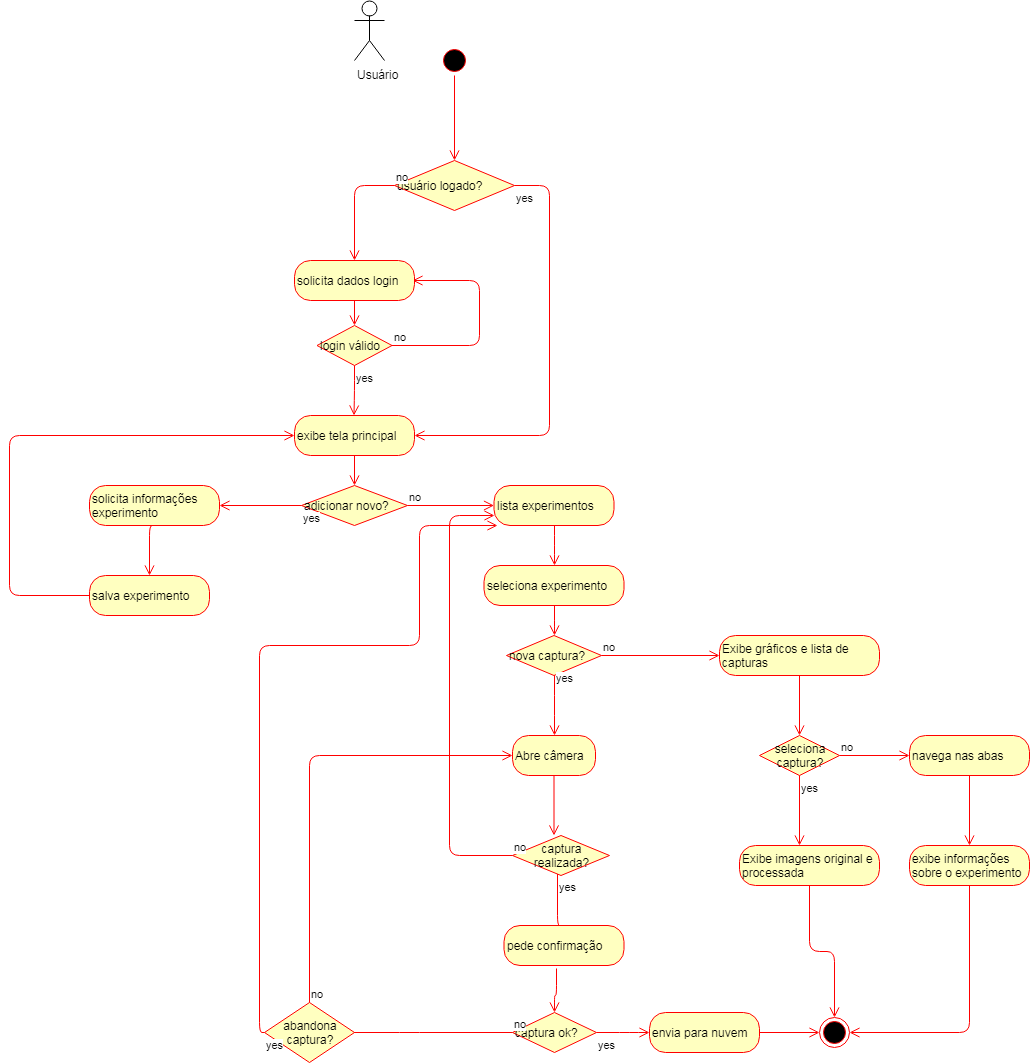 Usuário
no
usuário logado?
yes
solicita dados login
login válido
no
yes
exibe tela principal
solicita informações
experimento
adicionar novo?
no
yes
lista experimentos
salva experimento
seleciona experimento
nova captura?
no
yes
Exibe gráficos e lista de
capturas
Abre câmera
seleciona
captura?
no
yes
navega nas abas
no
captura
realizada?
yes
Exibe imagens original e
processada
exibe informações
sobre o experimento
pede confirmação
no
abandona
captura?
yes
no
captura ok?
yes
envia para nuvem